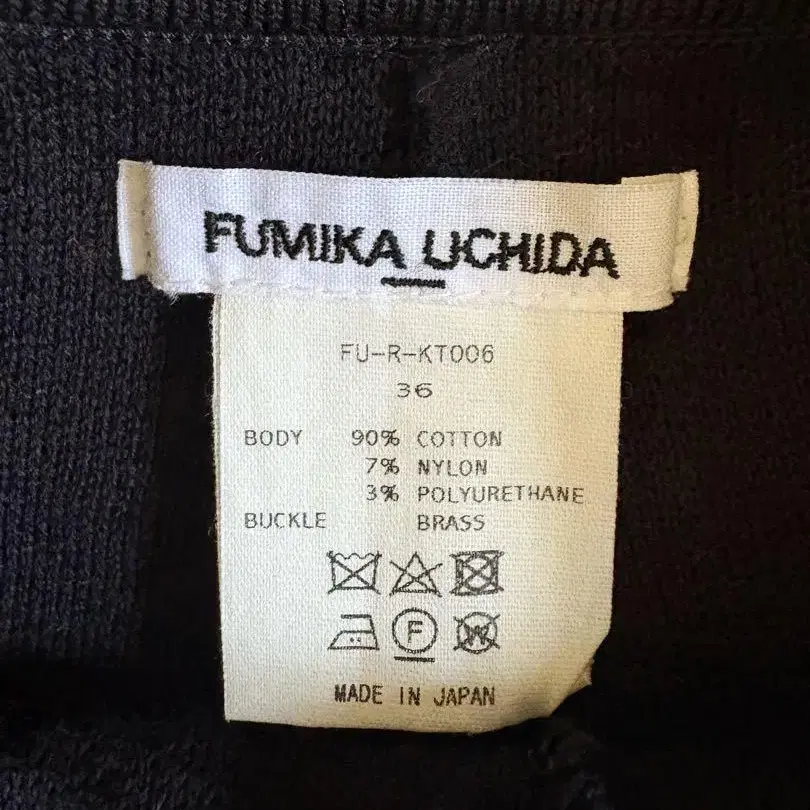 FUMIKA UCHIDA
FU-R-KT006
36
BODY 90% COTTON
7% NYLON
3% POLYURETHANE
BUCKLE BRASS
F W
MADE IN JAPAN